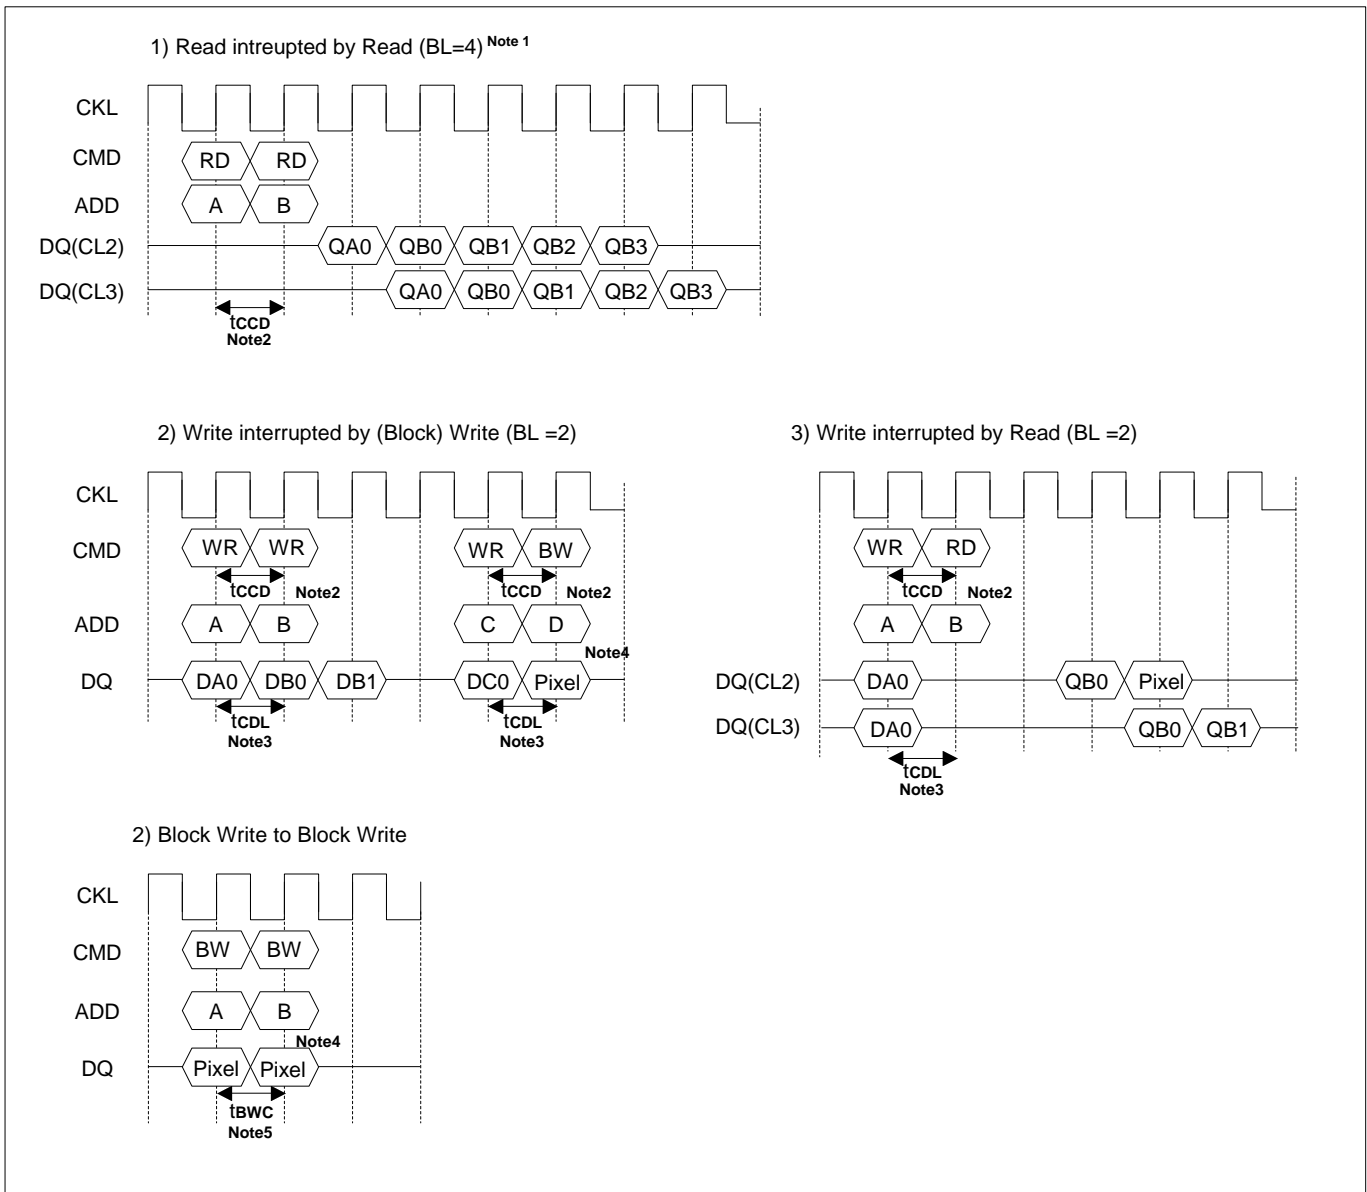 1) Read intreupted by Read (BL=4) Note 1
CKL
CMD RD RD
ADD A B
DQ(CL2) QA0 QB0 QB1 QB2 QB3
DQ(CL3) QA0 QB0 QB1 QB2 QB3
tCCD
Note2
2) Write interrupted by (Block) Write (BL =2)
CKL
CMD WR WR WR BW
tCCD Note2 tCCD Note2
ADD A B C D
Note4
DQ DA0 DB0 DB1 DC0 Pixel
tCDL tCDL
Note3 Note3
3) Write interrupted by Read (BL =2)
WR RD
tCCD Note2
A B
DQ(CL2) DA0 QB0 Pixel
DQ(CL3) DA0 QB0 QB1
tCDL
Note3
2) Block Write to Block Write
CKL
CMD BW BW
ADD A B
Note4
DQ Pixel Pixel
tBWC
Note5